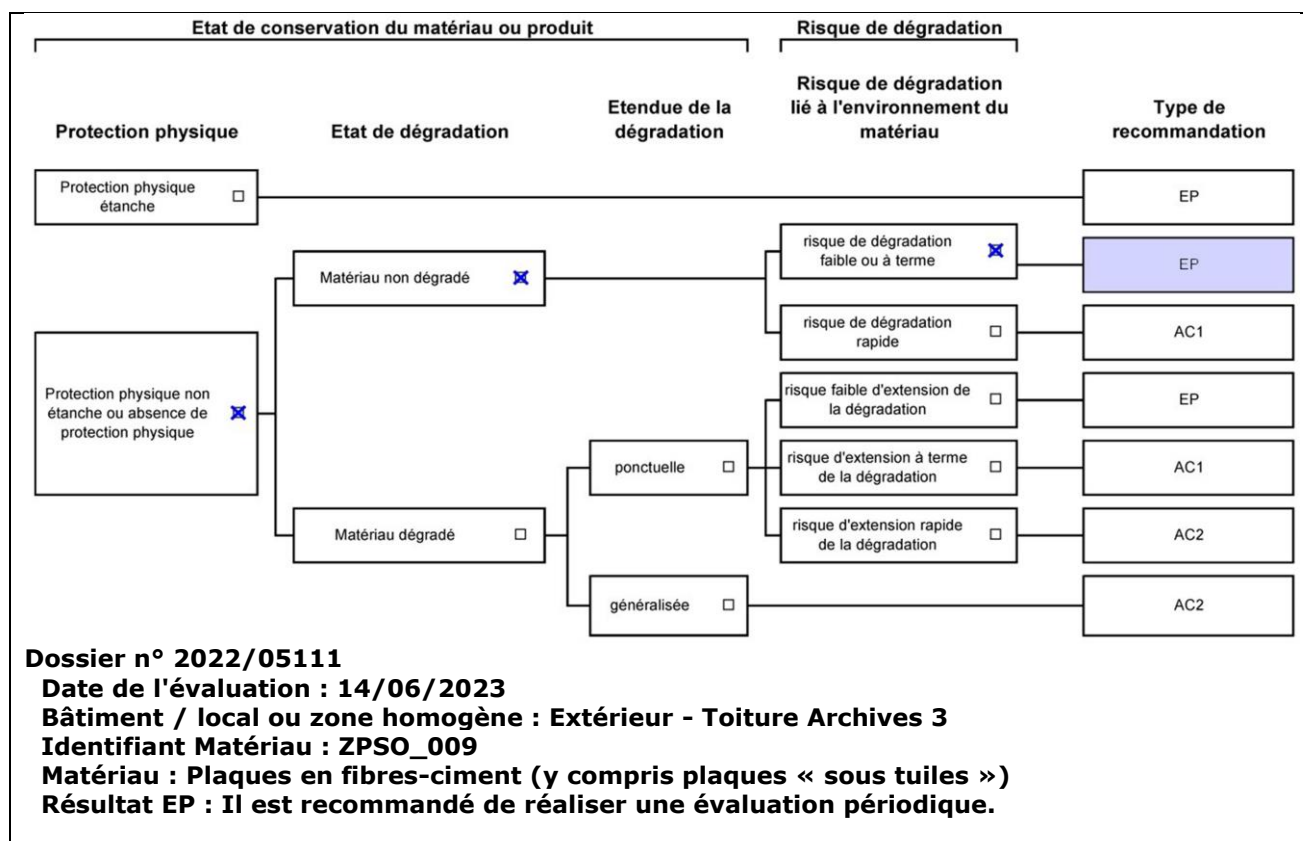 Etat de conservation du matériau ou produit
Risque de dégradation
Protection physique
Etat de dégradation
Etendue de la
dégradation
Risque de dégradation
lié à l'environnement du
matériau
Type de
recommandation
Protection physique
étanche
EP
risque de dégradation
faible ou à terme
EP
Matériau non dégradé
risque de dégradation
rapide
AC1
Protection physique non
étanche ou absence de
protection physique
risque faible d'extension de
la dégradation
EP
ponctuelle
risque d'extension à terme
de la dégradation
AC1
Matériau dégradé
risque d'extension rapide
de la dégradation
AC2
généralisée
AC2
Dossier n° 2022/05111
Date de l'évaluation : 14/06/2023
Bâtiment / local ou zone homogène : Extérieur - Toiture Archives 3
Identifiant Matériau : ZPSO_009
Matériau : Plaques en fibres-ciment (y compris plaques « sous tuiles »)
Résultat EP : Il est recommandé de réaliser une évaluation périodique.